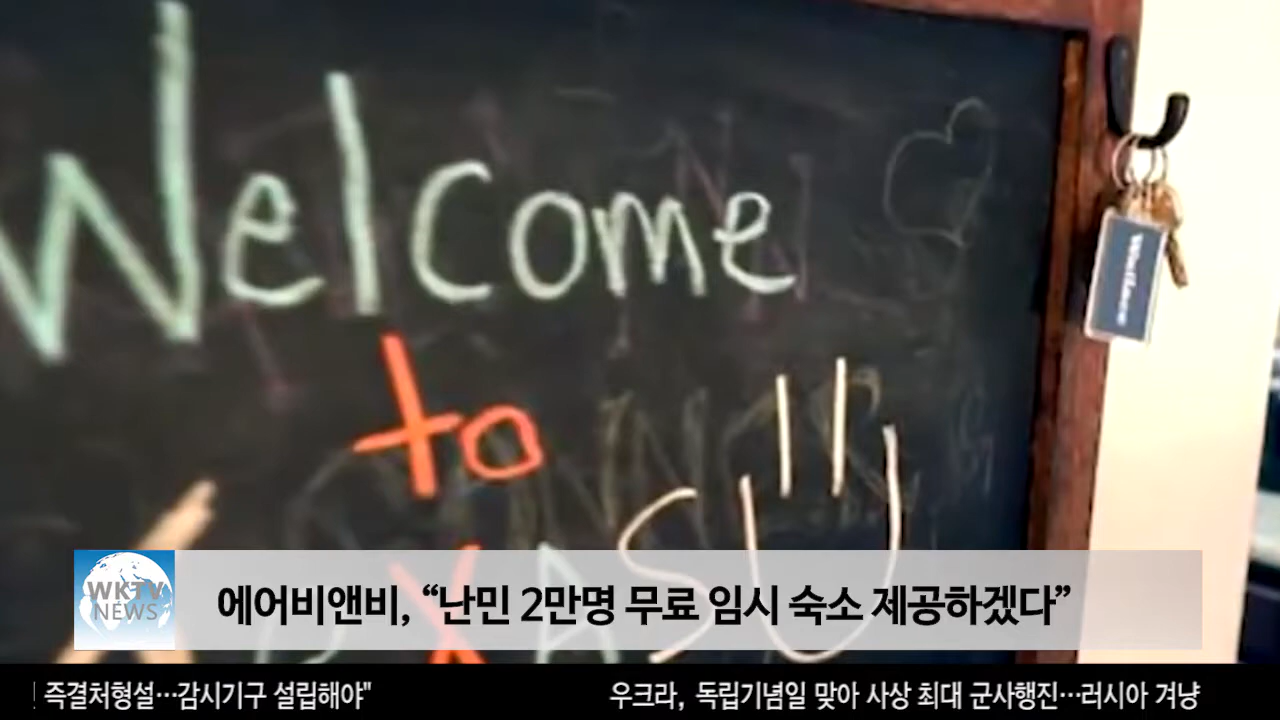 Welcome
to
XAS
Wallace
WKTV
NEWS
에어비앤비, “난민 2만명 무료 임시 숙소 제공하겠다”
즉결처형설…감시기구 설립해야"
우크라, 독립기념일 맞아 사상 최대 군사행진…러시아 겨냥